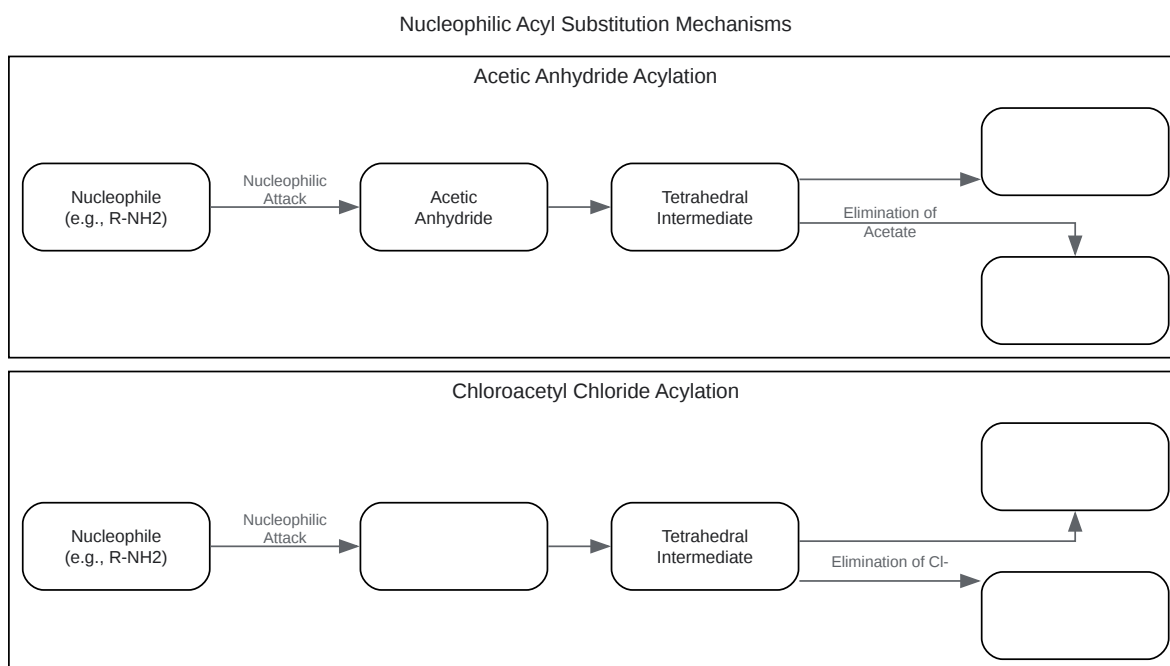 Nucleophilic Acyl Substitution Mechanisms
Acetic Anhydride Acylation
Nucleophile
(e.g., R-NH2)
Nucleophilic
Attack
Acetic
Anhydride
Tetrahedral
Intermediate
Elimination of
Acetate
Chloroacetyl Chloride Acylation
Nucleophile
(e.g., R-NH2)
Nucleophilic
Attack
Tetrahedral
Intermediate
Elimination of Cl-